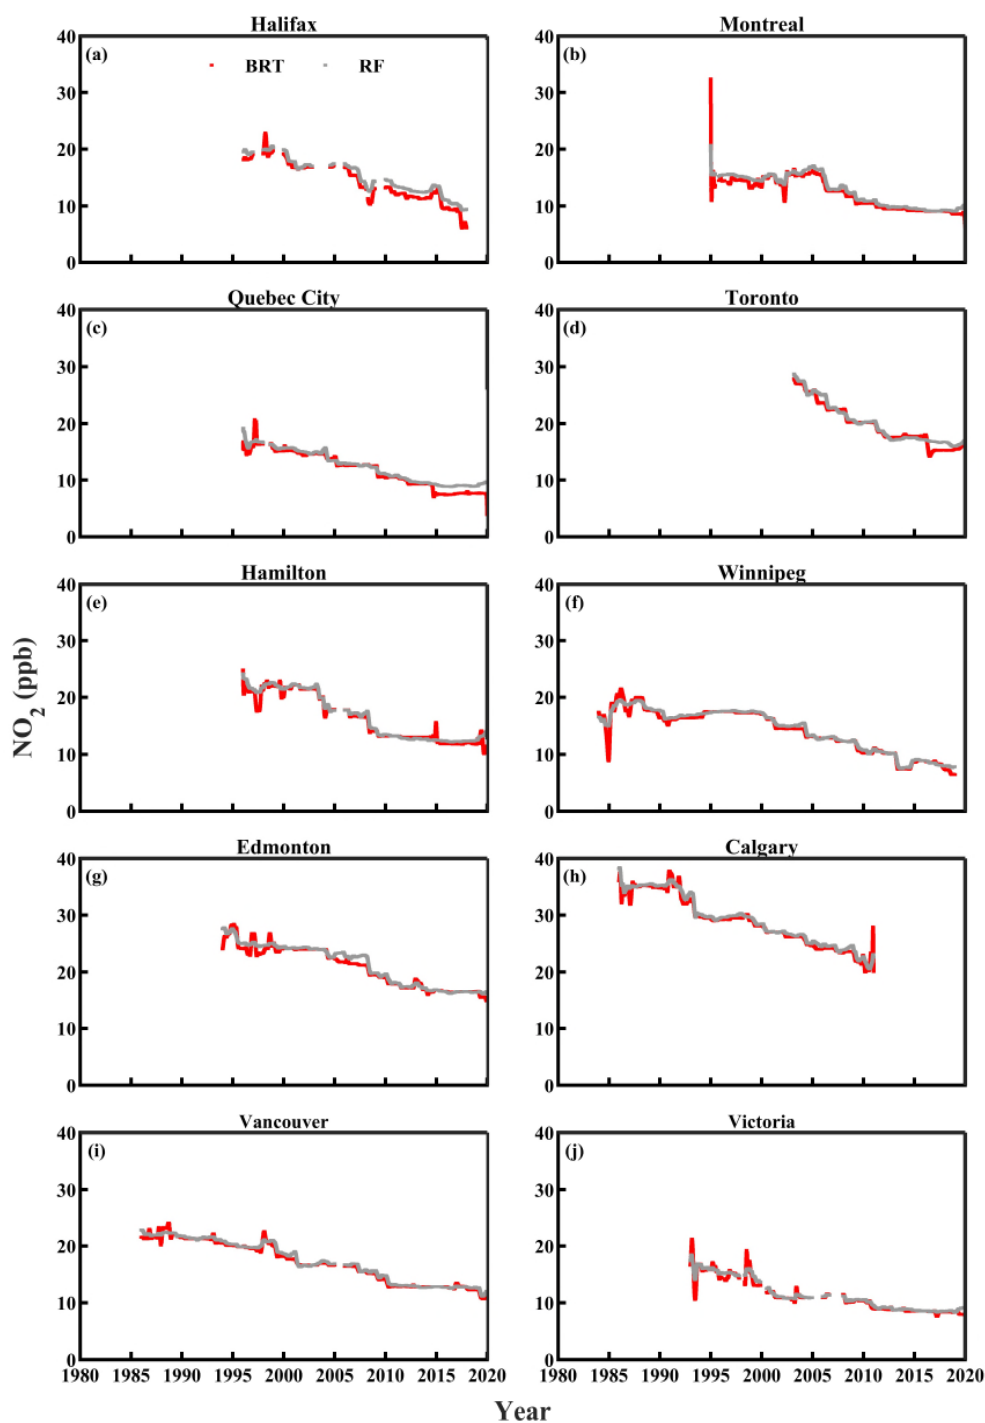 Halifax
Montreal
40
(a)
BRT
RF
30
20
10
0
40
(b)
30
20
10
0
Quebec City
Toronto
40
(c)
30
20
10
0
40
(d)
30
20
10
0
Hamilton
Winnipeg
40
(e)
30
20
10
0
40
(f)
30
20
10
0
NO2 (ppb)
Edmonton
Calgary
40
(g)
30
20
10
0
40
(h)
30
20
10
0
Vancouver
Victoria
40
(i)
30
20
10
0
1980 1985 1990 1995 2000 2005 2010 2015 2020
40
(j)
30
20
10
0
1980 1985 1990 1995 2000 2005 2010 2015 2020
Year